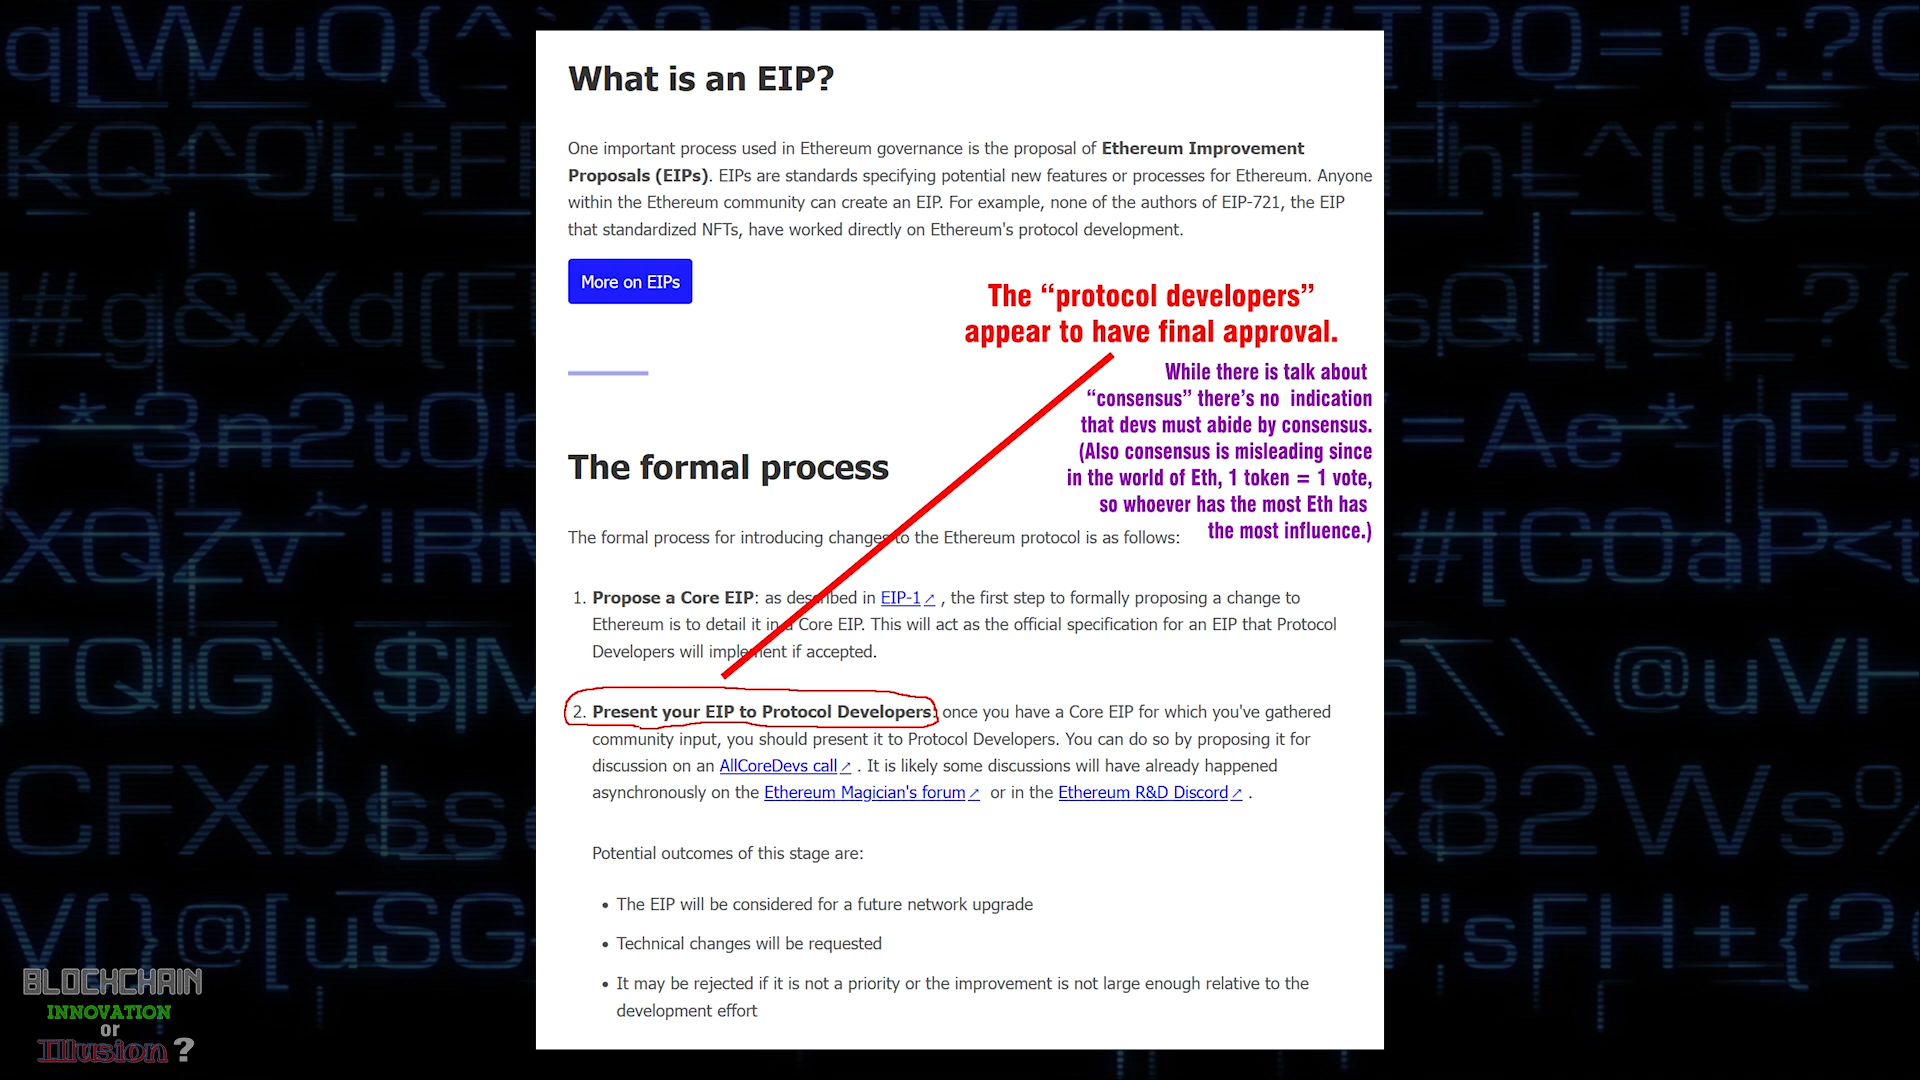 What is an EIP?
One important process used in Ethereum governance is the proposal of Ethereum Improvement
Proposals (EIPs). EIPs are standards specifying potential new features or processes for Ethereum. Anyone
within the Ethereum community can create an EIP. For example, none of the authors of EIP-721, the EIP
that standardized NFTs, have worked directly on Ethereum's protocol development.
More on EIPs
The “protocol developers”
appear to have final approval.
While there is talk about
“consensus” there’s no indication
that devs must abide by consensus.
(Also consensus is misleading since
in the world of Eth, 1 token = 1 vote,
so whoever has the most Eth has
the most influence.)
The formal process
The formal process for introducing changes to the Ethereum protocol is as follows:
1. Propose a Core EIP: as described in EIP-1↗ , the first step to formally proposing a change to
Ethereum is to detail it in a Core EIP. This will act as the official specification for an EIP that Protocol
Developers will implement if accepted.
2. Present your EIP to Protocol Developers: once you have a Core EIP for which you've gathered
community input, you should present it to Protocol Developers. You can do so by proposing it for
discussion on an AllCoreDevs call↗ . It is likely some discussions will have already happened
asynchronously on the Ethereum Magician's forum↗ or in the Ethereum R&D Discord↗ .
Potential outcomes of this stage are:
• The EIP will be considered for a future network upgrade
• Technical changes will be requested
• It may be rejected if it is not a priority or the improvement is not large enough relative to the
development effort
BLOCKCHAIN
INNOVATION
or
Illusion?